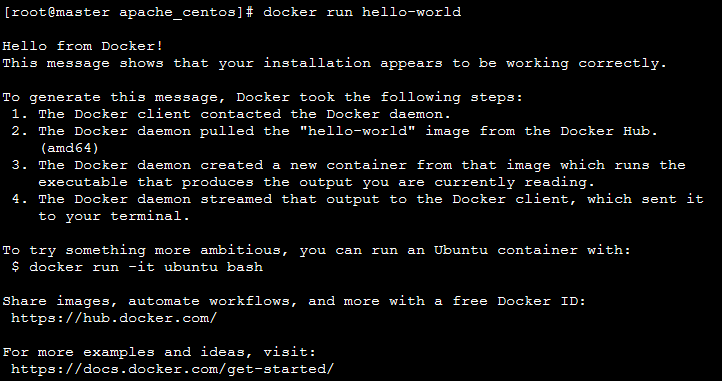 [root@master apache_centos]# docker run hello-world
Hello from Docker!
This message shows that your installation appears to be working correctly.
To generate this message, Docker took the following steps:
1. The Docker client contacted the Docker daemon.
2. The Docker daemon pulled the "hello-world" image from the Docker Hub.
(amd64)
3. The Docker daemon created a new container from that image which runs the
executable that produces the output you are currently reading.
4. The Docker daemon streamed that output to the Docker client, which sent it
to your terminal.
To try something more ambitious, you can run an Ubuntu container with:
$ docker run -it ubuntu bash
Share images, automate workflows, and more with a free Docker ID:
https://hub.docker.com/
For more examples and ideas, visit:
https://docs.docker.com/get-started/